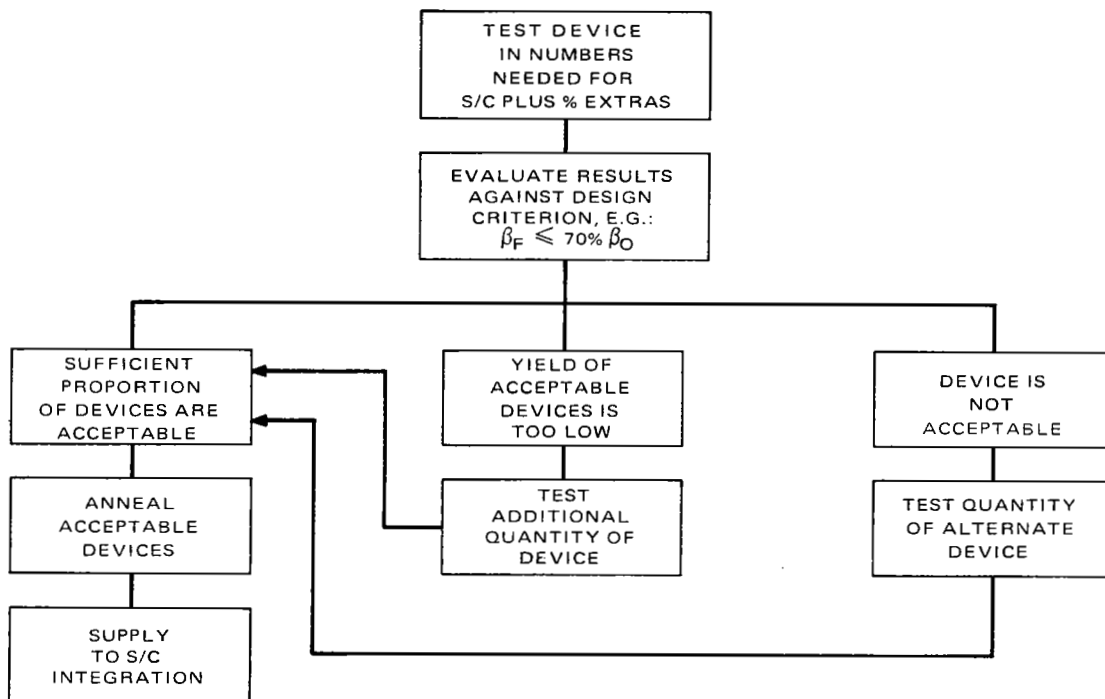 TEST DEVICE
IN NUMBERS
NEEDED FOR
S/C PLUS % EXTRAS
EVALUATE RESULTS
AGAINST DESIGN
CRITERION, E.G.:
βF ⩽ 70% βO
SUFFICIENT
PROPORTION
OF DEVICES ARE
ACCEPTABLE
YIELD OF
ACCEPTABLE
DEVICES IS
TOO LOW
DEVICE IS
NOT
ACCEPTABLE
ANNEAL
ACCEPTABLE
DEVICES
TEST
ADDITIONAL
QUANTITY OF
DEVICE
TEST QUANTITY
OF ALTERNATE
DEVICE
SUPPLY
TO S/C
INTEGRATION